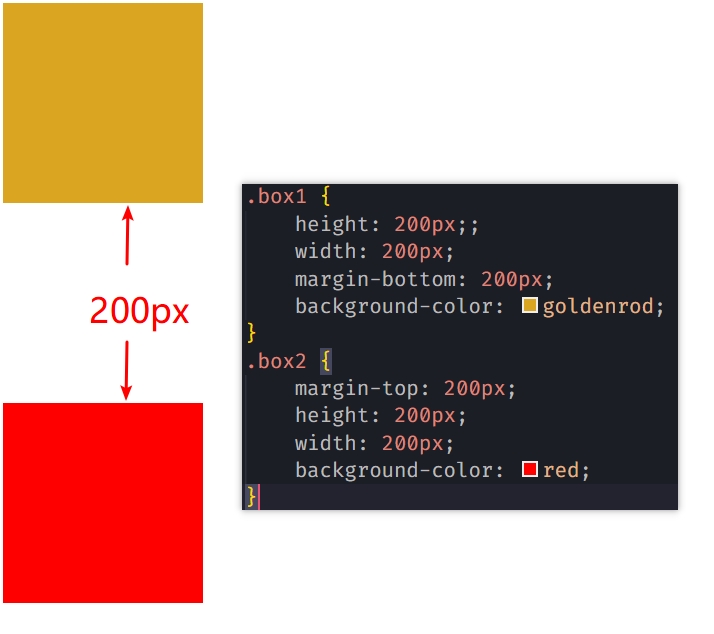 200px
.box1 {
    height: 200px;;
    width: 200px;
    margin-bottom: 200px;
    background-color: goldenrod;
}
.box2 {
    margin-top: 200px;
    height: 200px;
    width: 200px;
    background-color: red;
}